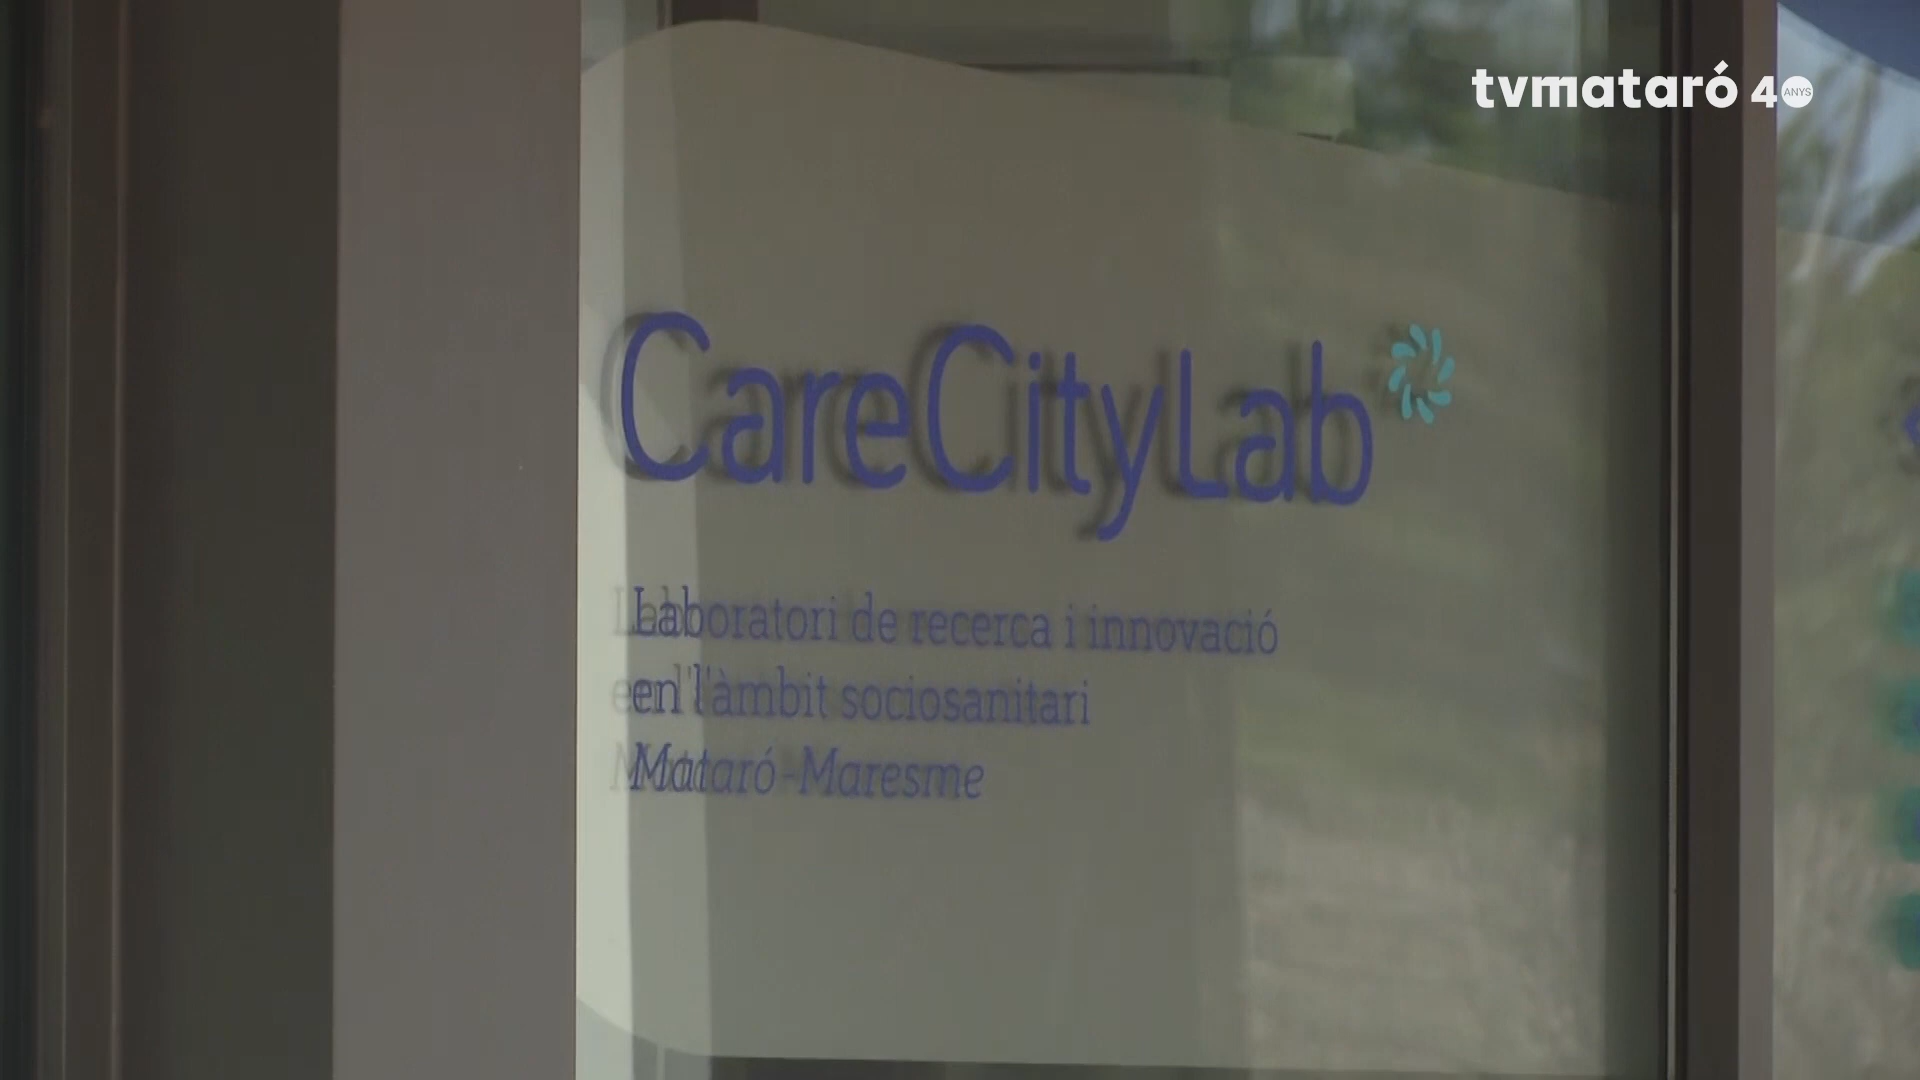 tvmataró 40 ANYS
CareCityLab
Laboratori de recerca i innovació
en l'àmbit sociosanitari
Mataró-Maresme